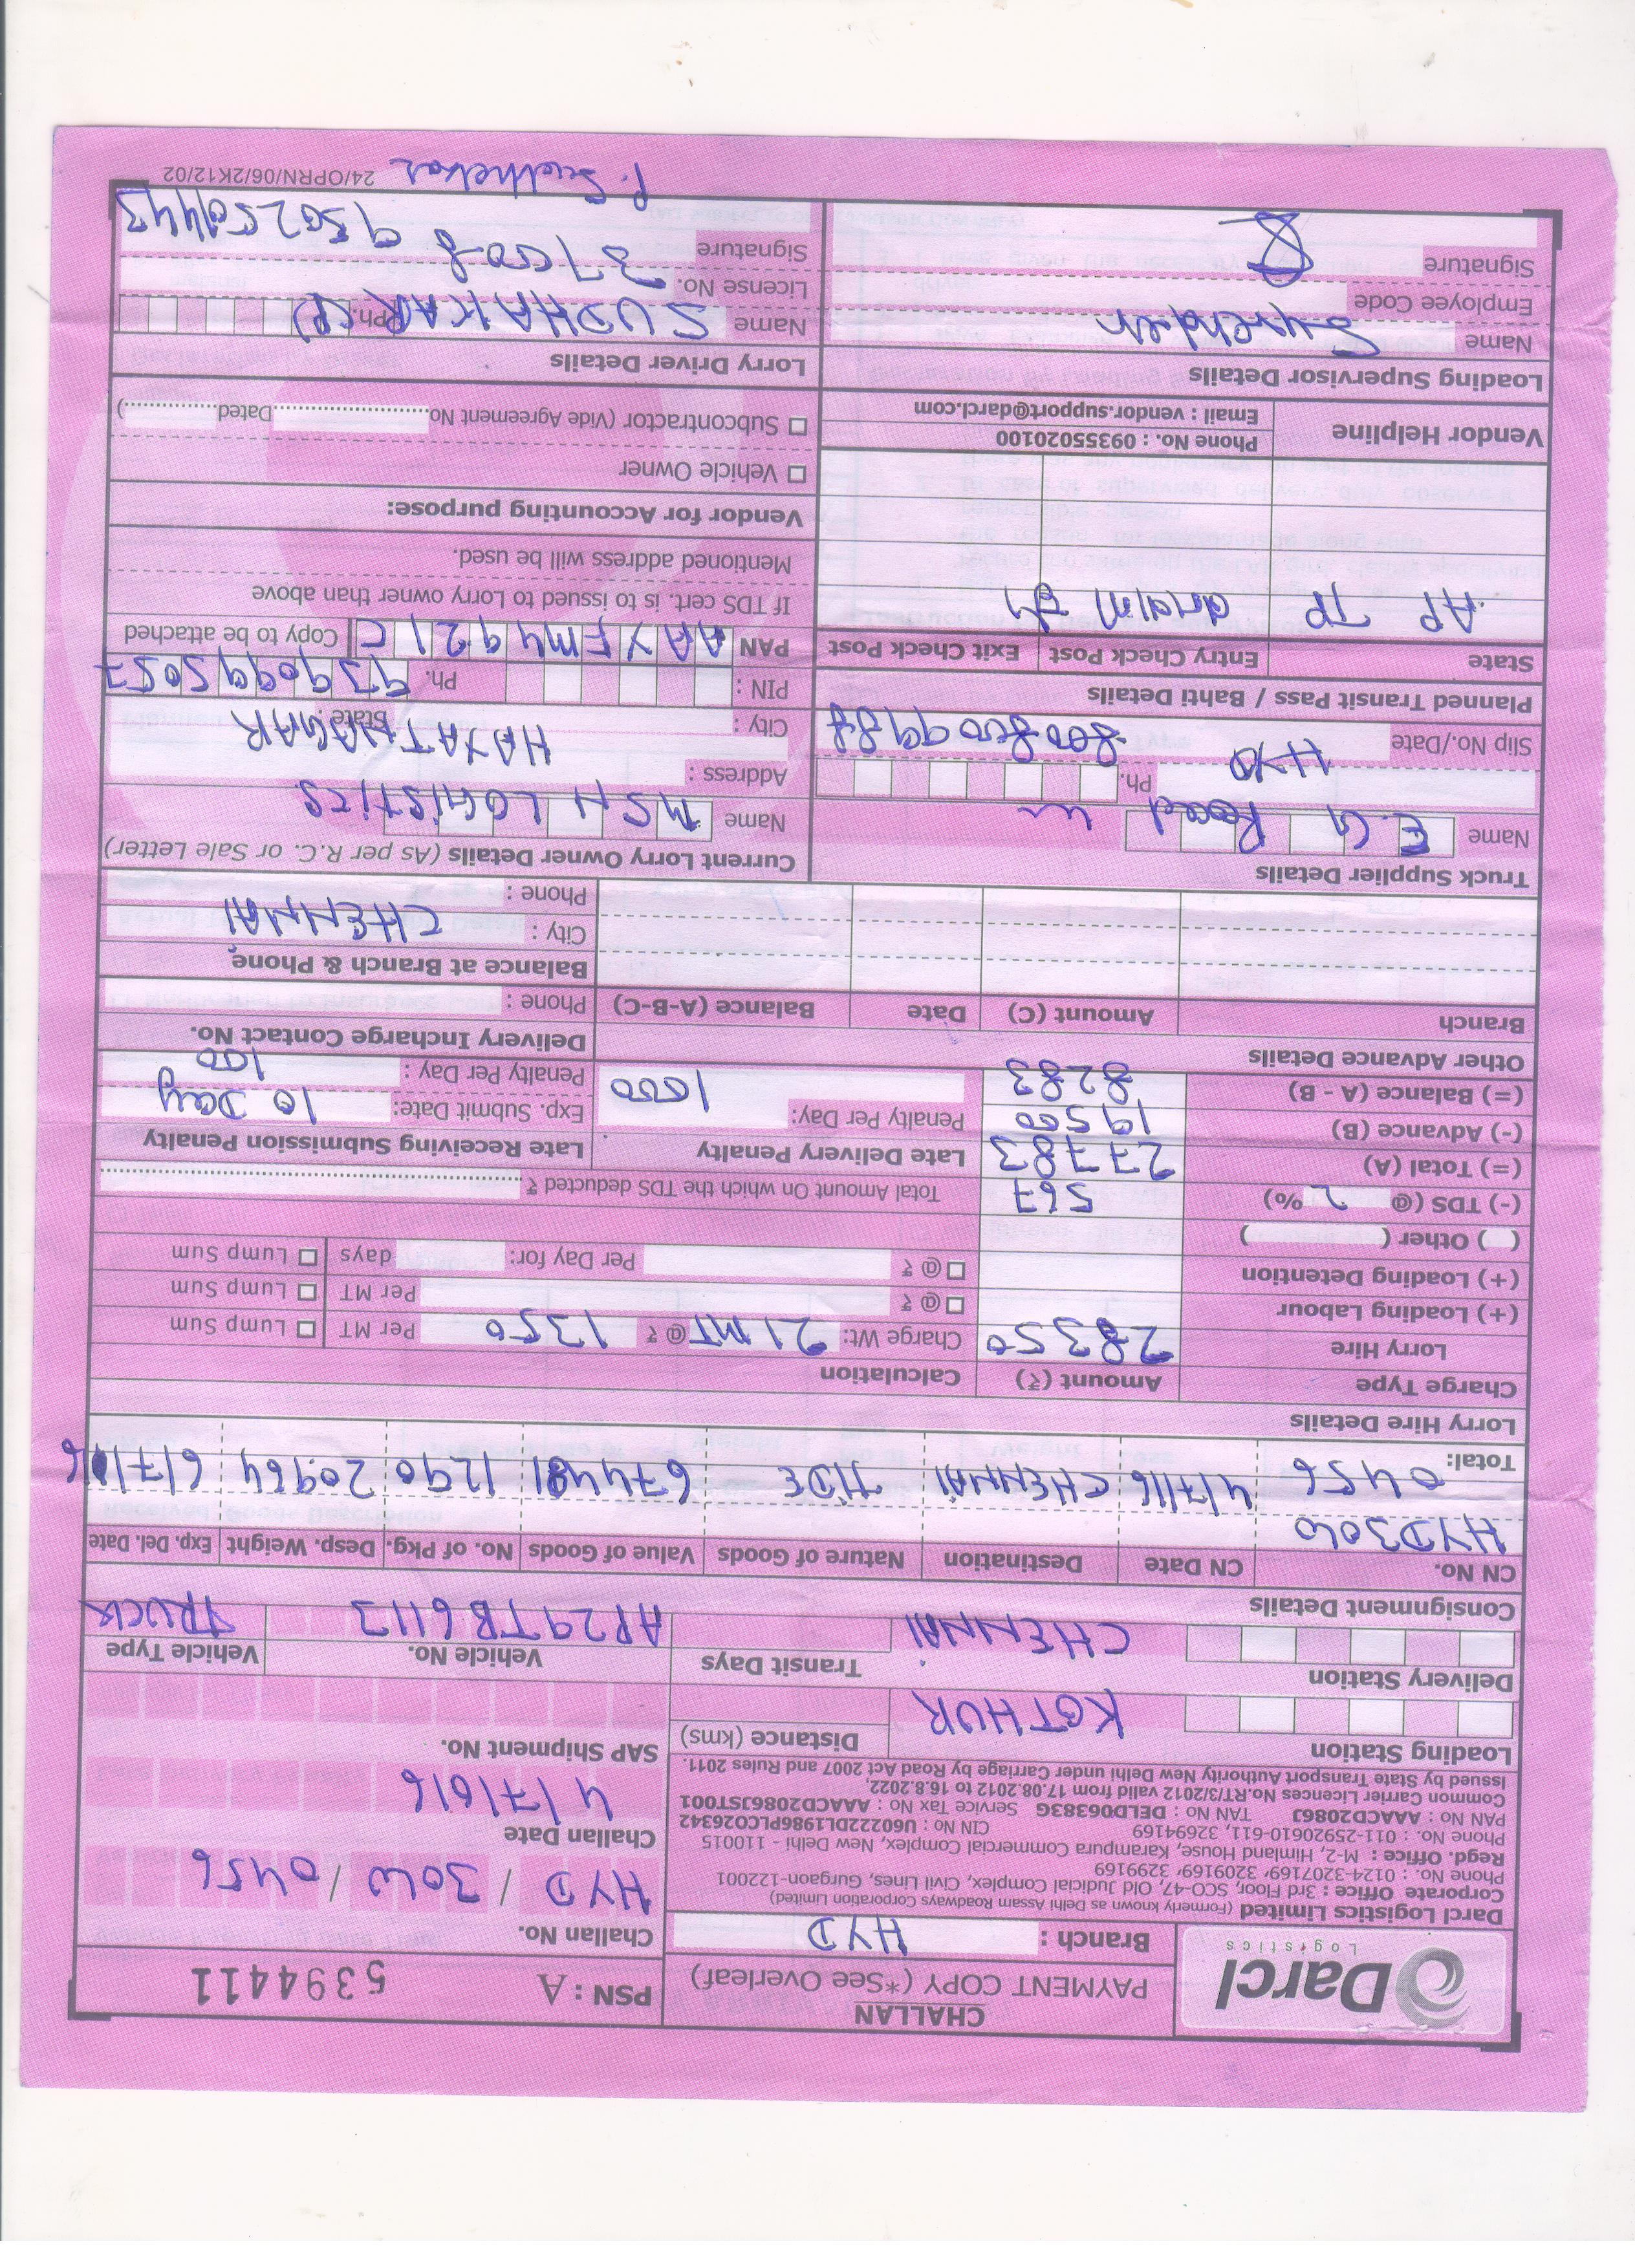 Darcl
Logistics
CHALLAN
PAYMENT COPY (*See Overleaf)
Branch : HYD
PSN : A 5394411
Challan No.
HYD / 3040 / 0456
Challan Date
4/7/016
SAP Shipment No.
Darcl Logistics Limited (Formerly known as Delhi Assam Roadways Corporation Limited)
Corporate Office : 3rd Floor, SCO-47, Old Judicial Complex, Civil Lines, Gurgaon-122001
Phone No. : 0124-3207169, 3209169, 3299169
Regd. Office : M-2, Himland House, Karampura Commercial Complex, New Delhi - 110015
Phone No. : 011-25920610-611, 32694169 CIN No : U60222DL1986PLCO26342
PAN No : AAACD2086J TAN No : DELD06383G Service Tax No : AAACD2086JST001
Common Carrier Licences No.RT/3/2012 valid from 17.08.2012 to 16.8.2022,
Issued by State Transport Authority New Delhi under Carriage by Road Act 2007 and Rules 2011.
Loading Station KOTHUR Distance (kms)
Delivery Station CHENNAI Transit Days
Vehicle No. Vehicle Type
AP29TB6113 TRUCK
Consignment Details
CN No. CN Date Destination Nature of Goods Value of Goods No. of Pkg. Desp. Weight Exp. Del. Date
HYD3040
0456 4/7/16 CHENNAI TIDE 674481 1290 20.964 6/7/16
Total:
Lorry Hire Details
Charge Type Amount (₹) Calculation
Lorry Hire 28350 Charge Wt: 21 MT @ ₹ 1350 Per MT Lump Sum
(+) Loading Labour @ ₹ Per MT Lump Sum
(+) Loading Detention @ ₹ Per Day for: days Lump Sum
( ) Other ( )
(-) TDS (@ 2 %) 567 Total Amount On which the TDS deducted ₹
(=) Total (A) 27783
(-) Advance (B) 19500
(=) Balance (A - B) 8283
Late Delivery Penalty
Penalty Per Day: 1000
Late Receiving Submission Penalty
Exp. Submit Date: 10 Day
Penalty Per Day : 100
Other Advance Details
Branch Amount (C) Date Balance (A-B-C)
Delivery Incharge Contact No.
Phone :
Balance at Branch & Phone
City : CHENNAI
Phone :
Truck Supplier Details
Name E.G Road
HYD Ph.
Slip No./Date 8008009988
Current Lorry Owner Details (As per R.C. or Sale Letter)
Name MSN LOGISTICS
Address :
HAYATNAGAR
City : State :
PIN : Ph. 9390995057
PAN AAYFM4921C Copy to be attached
If TDS cert. is to issued to Lorry owner than above
Mentioned address will be used.
Planned Transit Pass / Bahti Details
State Entry Check Post Exit Check Post
AP TP बनवाना है
Vendor for Accounting purpose:
Vehicle Owner
Subcontractor (Vide Agreement No. Dated )
Vendor Helpline
Phone No. : 09355020100
Email : vendor.support@darcl.com
Loading Supervisor Details
Name Surender
Employee Code
Signature
Lorry Driver Details
Name SUDHAKAR (P) Ph.
License No. 37008
Signature 9502501443
P. Sudhakar
24/OPRN/06/2K12/02